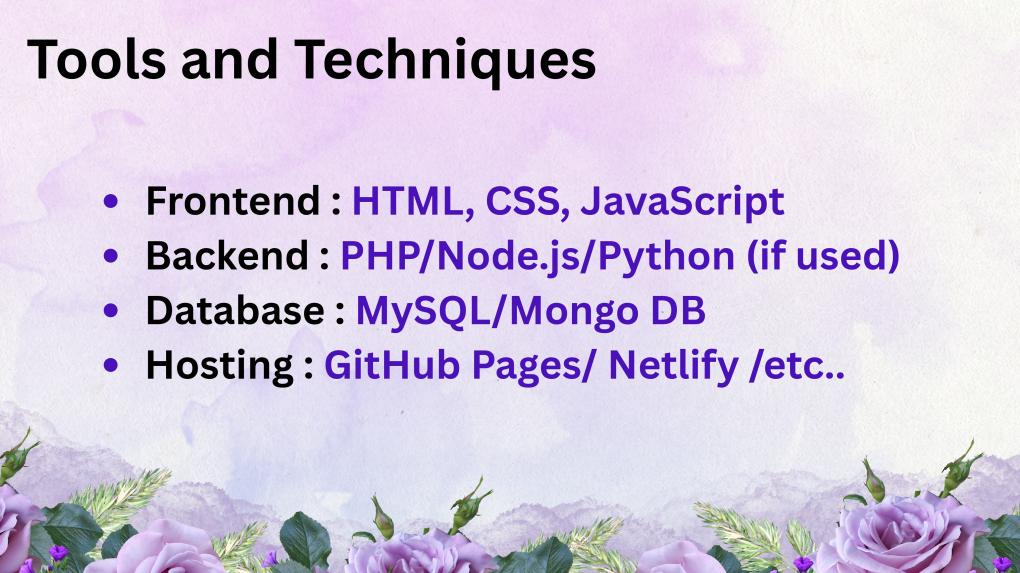 Tools and Techniques
• Frontend : HTML, CSS, JavaScript
• Backend : PHP/Node.js/Python (if used)
• Database : MySQL/Mongo DB
• Hosting : GitHub Pages/ Netlify /etc..